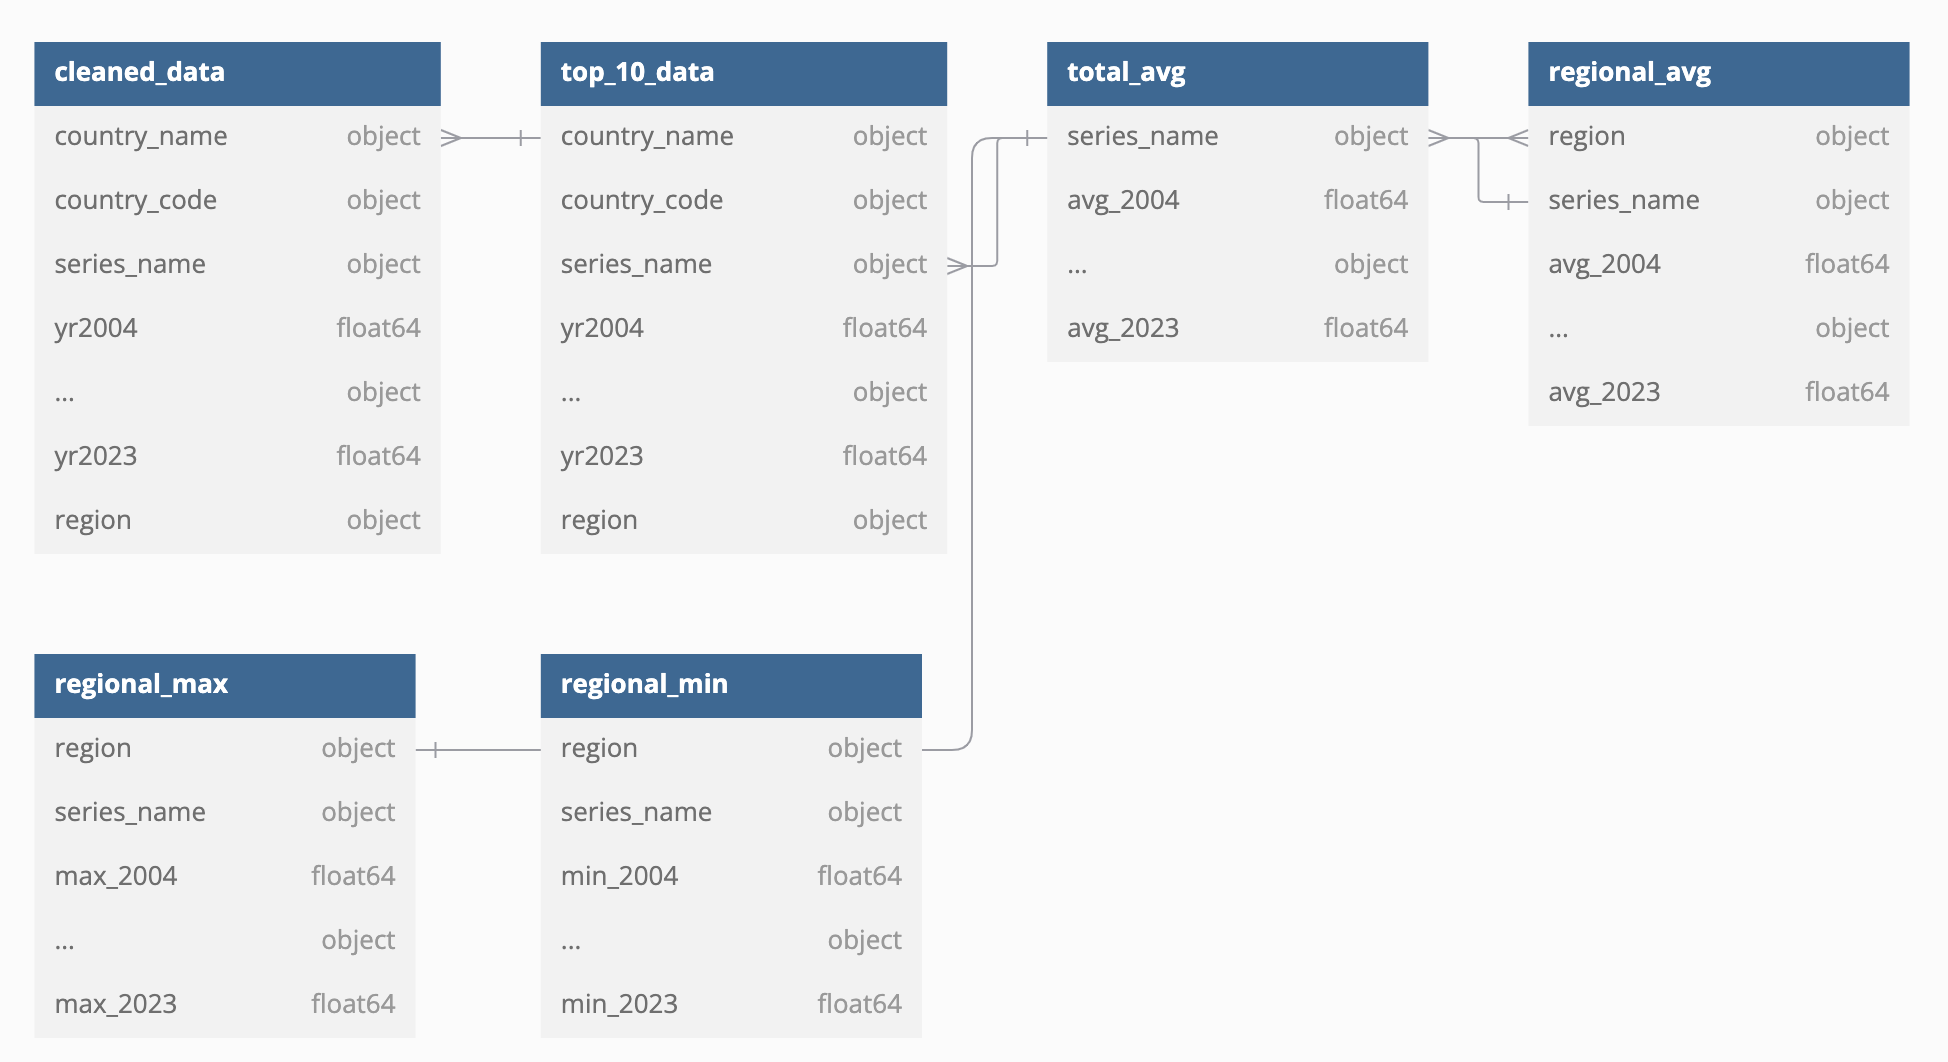 cleaned_data
country_name object
country_code object
series_name object
yr2004 float64
... object
yr2023 float64
region object
top_10_data
country_name object
country_code object
series_name object
yr2004 float64
... object
yr2023 float64
region object
total_avg
series_name object
avg_2004 float64
... object
avg_2023 float64
regional_avg
region object
series_name object
avg_2004 float64
... object
avg_2023 float64
regional_max
region object
series_name object
max_2004 float64
... object
max_2023 float64
regional_min
region object
series_name object
min_2004 float64
... object
min_2023 float64